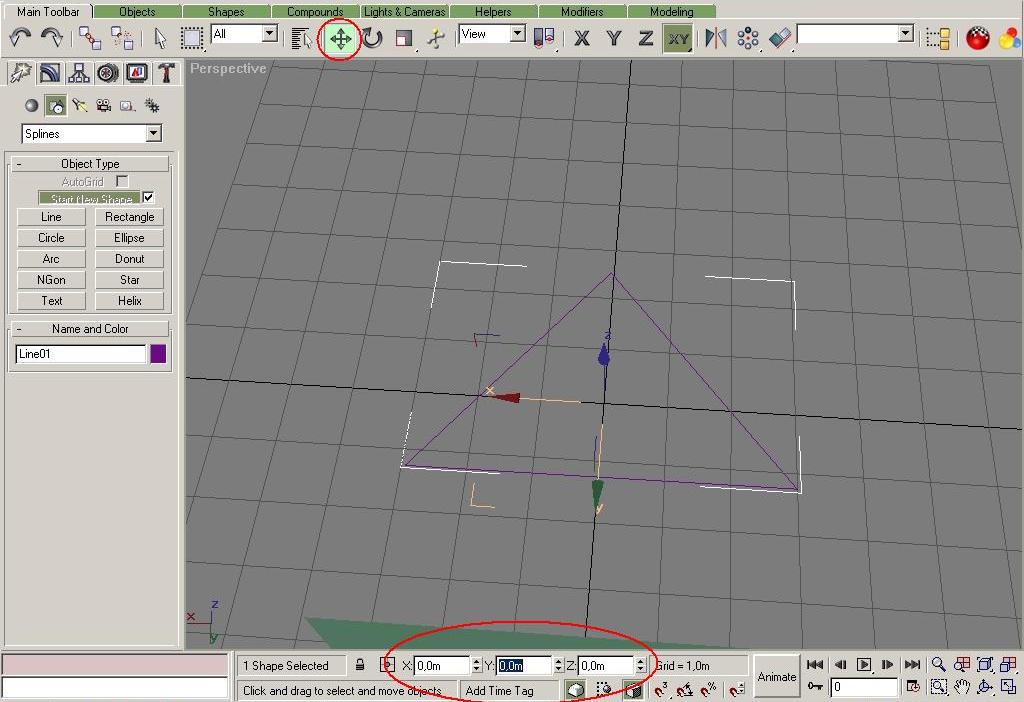 Main Toolbar Objects Shapes Compounds Lights & Cameras Helpers Modifiers Modeling
All View X Y Z XY
Perspective
Splines
- Object Type
AutoGrid
Start New Shape
Line Rectangle
Circle Ellipse
Arc Donut
NGon Star
Text Helix
- Name and Color
Line01
x
z
y
z
x
y
1 Shape Selected X: 0,0m Y: 0,0m Z: 0,0m Grid = 1,0m
Click and drag to select and move objects Add Time Tag Animate 0